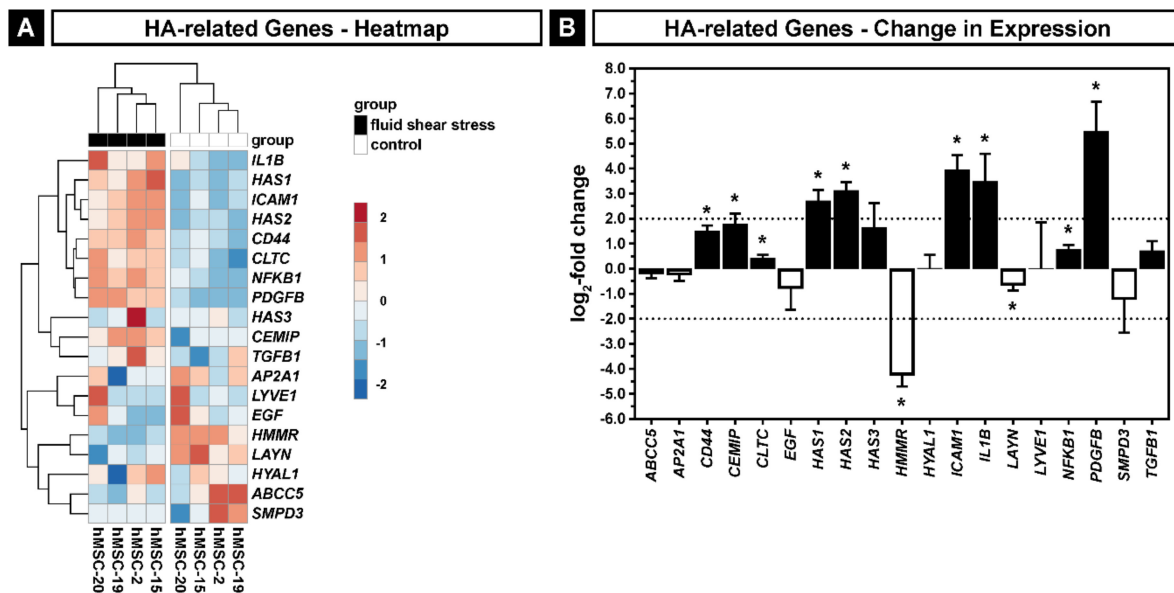 A
HA-related Genes - Heatmap
group
fluid shear stress
control
group
IL1B
HAS1
ICAM1
HAS2
CD44
CLTC
NFKB1
PDGFB
HAS3
CEMIP
TGFB1
AP2A1
LYVE1
EGF
HMMR
LAYN
HYAL1
ABCC5
SMPD3
2
1
0
-1
-2
hMSC-20
hMSC-19
hMSC-2
hMSC-15
hMSC-20
hMSC-15
hMSC-2
hMSC-19
B
HA-related Genes - Change in Expression
log2-fold change
8.0
7.0
6.0
5.0
4.0
3.0
2.0
1.0
0.0
-1.0
-2.0
-3.0
-4.0
-5.0
-6.0
* * * * * * * * * * *
ABCC5
AP2A1
CD44
CEMIP
CLTC
EGF
HAS1
HAS2
HAS3
HMMR
HYAL1
ICAM1
IL1B
LAYN
LYVE1
NFKB1
PDGFB
SMPD3
TGFB1